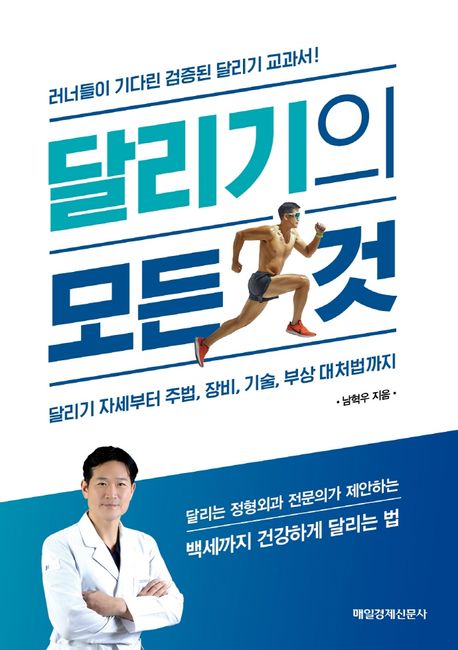 러너들이 기다린 검증된 달리기 교과서!
달리기의
모든 것
달리기 자세부터 주법, 장비, 기술, 부상 대처법까지
• 남혁우 지음 •
달리는 정형외과 전문의가 제안하는
백세까지 건강하게 달리는 법
매일경제신문사